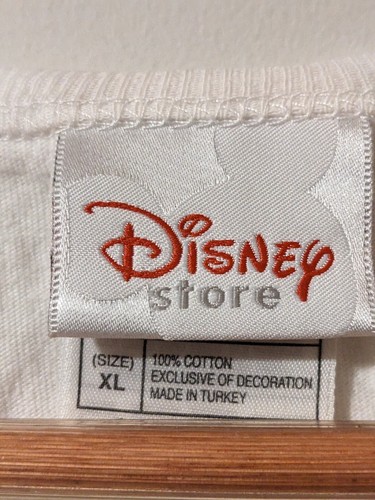 Disney
store
(SIZE)
XL
100% COTTON
EXCLUSIVE OF DECORATION
MADE IN TURKEY